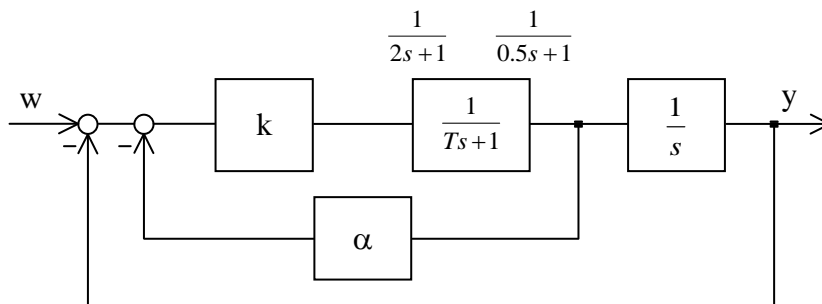 1/(2s+1) 1/(0.5s+1)
w - - k 1/(Ts+1) 1/s y
α